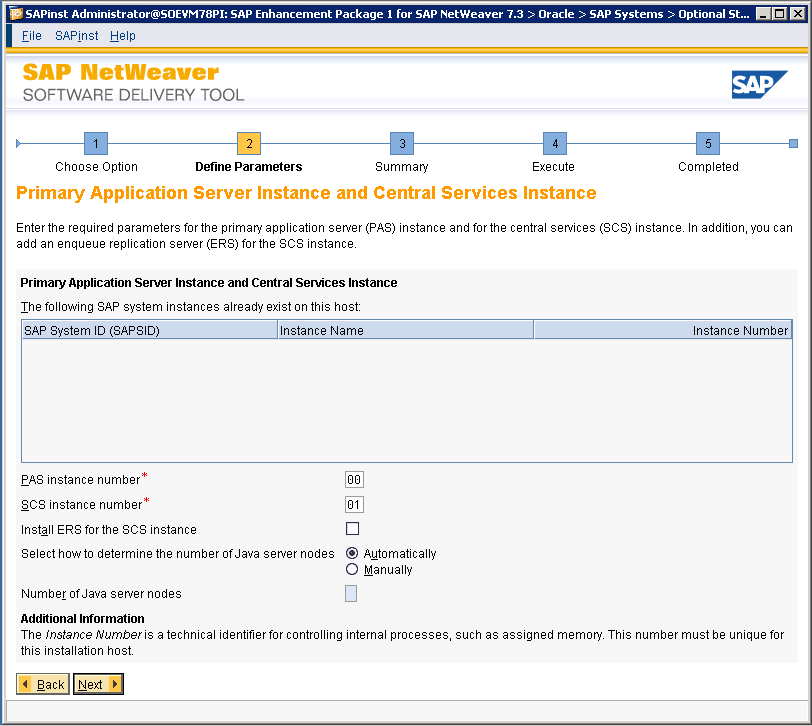 SAPinst Administrator@SOEVM78PI: SAP Enhancement Package 1 for SAP NetWeaver 7.3 > Oracle > SAP Systems > Optional St...
File SAPinst Help
SAP NetWeaver
SOFTWARE DELIVERY TOOL
SAP
1 2 3 4 5
Choose Option Define Parameters Summary Execute Completed
Primary Application Server Instance and Central Services Instance
Enter the required parameters for the primary application server (PAS) instance and for the central services (SCS) instance. In addition, you can
add an enqueue replication server (ERS) for the SCS instance.
Primary Application Server Instance and Central Services Instance
The following SAP system instances already exist on this host:
SAP System ID (SAPSID) Instance Name Instance Number
PAS instance number* 00
SCS instance number* 01
Install ERS for the SCS instance
Select how to determine the number of Java server nodes Automatically
Manually
Number of Java server nodes
Additional Information
The Instance Number is a technical identifier for controlling internal processes, such as assigned memory. This number must be unique for
this installation host.
Back Next